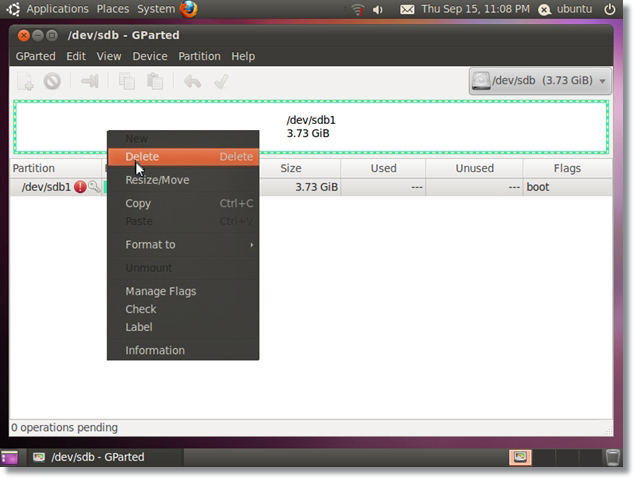 Applications Places System Thu Sep 15, 11:08 PM ubuntu
/dev/sdb - GParted
GParted Edit View Device Partition Help
/dev/sdb (3.73 GiB)
/dev/sdb1
3.73 GiB
Partition Size Used Unused Flags
/dev/sdb1 3.73 GiB --- --- boot
New
Delete Delete
Resize/Move
Copy Ctrl+C
Paste Ctrl+V
Format to
Unmount
Manage Flags
Check
Label
Information
0 operations pending
/dev/sdb - GParted